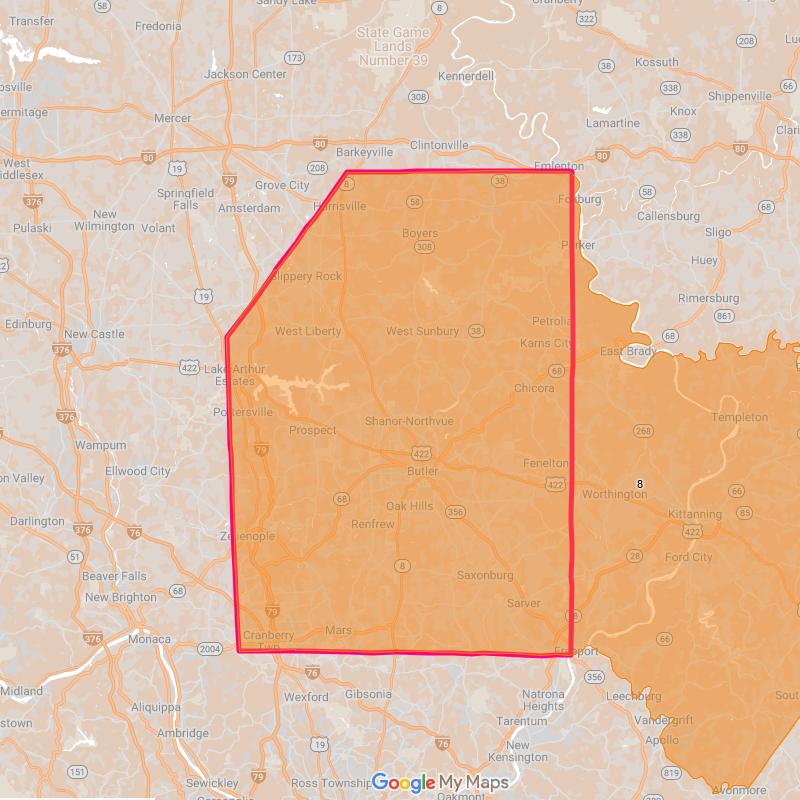 Transfer
58
Fredonia
Sandy Lake
322
Cranberry
State Game
Lands
Number 39
208
Jackson Center
173
38
Kossuth
Kennerdell
338
66
Shippenville
308
Knox
ermitage
Mercer
Lamartine
338
80
Clintonville
80
80
Barkeyville
West
iddlesex
80
19
208
Emlenton
79
Grove City
8
38
58
376
Springfield
Falls
Amsterdam
Harrisville
58
Foxburg
68
New
Wilmington
Callensburg
Pulaski
Volant
Boyers
308
Parker
Sligo
Huey
Slippery Rock
19
Rimersburg
861
Edinburg
New Castle
West Liberty
West Sunbury
38
Petrolia
68
376
Karns City
East Brady
422
Lake Arthur
Estates
68
Chicora
Portersville
Shanor-Northvue
Templeton
Prospect
268
Wampum
79
422
Fenelton
Ellwood City
Butler
422
8
66
Worthington
68
Oak Hills
356
Kittanning
85
Darlington
376
76
Renfrew
422
Zelienople
51
28
Ford City
Beaver Falls
8
68
Saxonburg
New Brighton
79
Sarver
28
376
Monaca
Cranberry
Twp
Mars
66
2004
Freeport
76
356
Midland
Wexford
Gibsonia
Natrona
Heights
Leechburg
Aliquippa
Tarentum
Vandergrift
Ambridge
19
New
Kensington
Apollo
151
79
76
819
Sewickley
Ross Township
Google My Maps
Oakmont
Avonmore